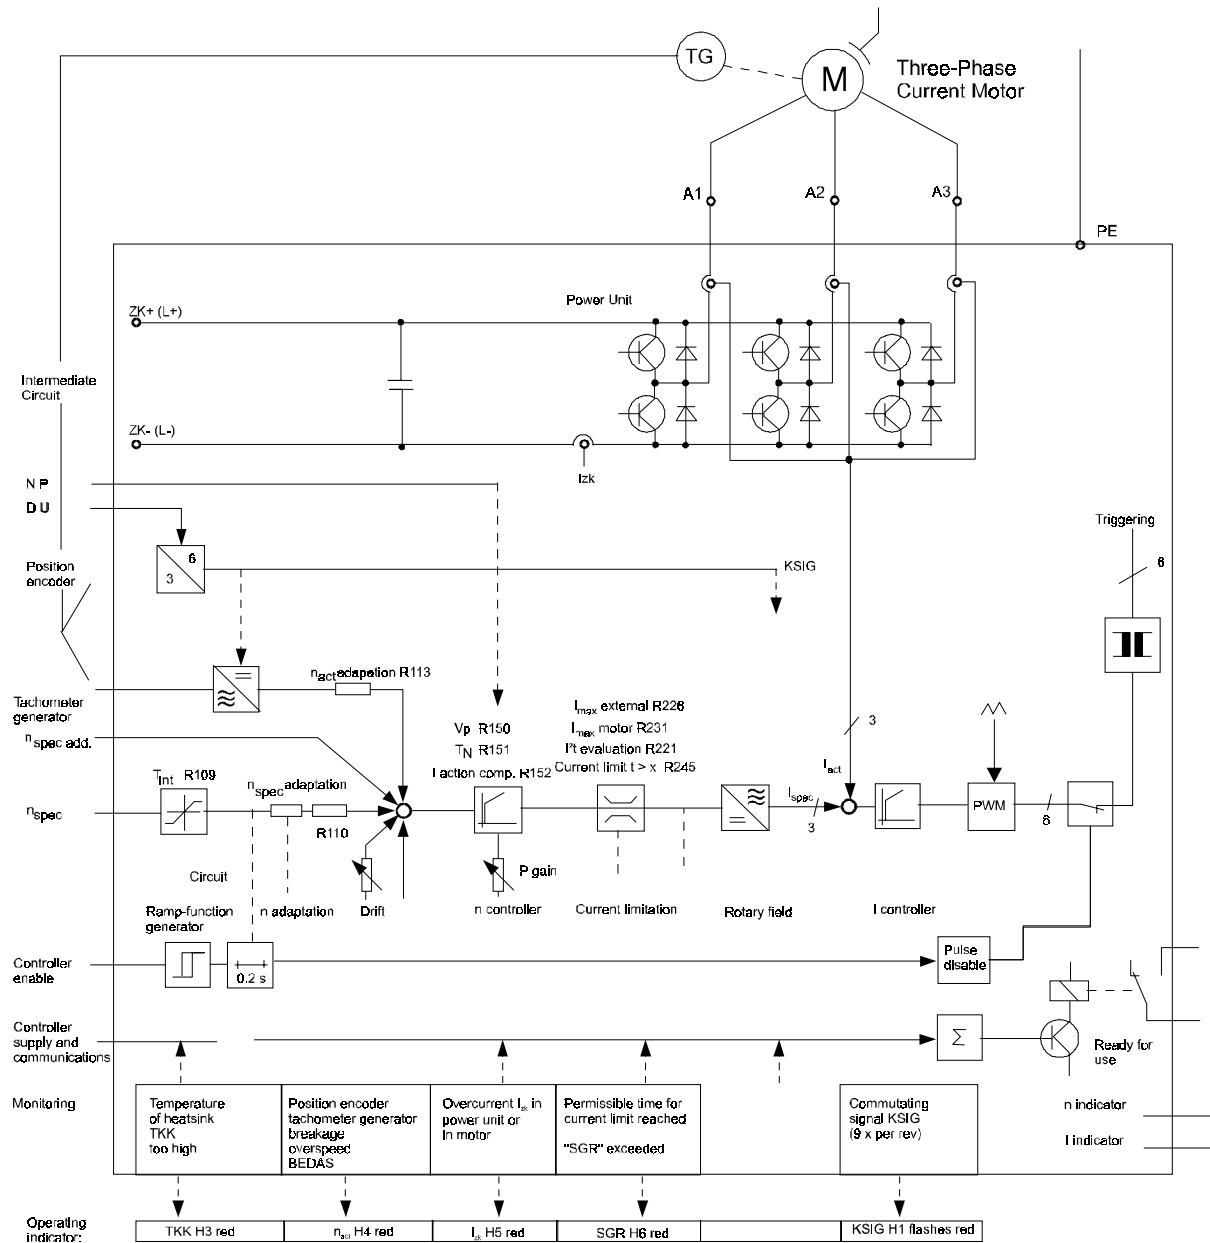 TG
M
Three-Phase
Current Motor
A1
A2
A3
PE
Power Unit
ZK+ (L+)
Intermediate
Circuit
ZK- (L-)
Izk
N P
D U
Triggering
6
6
3
KSIG
Position
encoder
n act adapation R113
Tachometer
generator
n spec add.
Vp R150
TN R151
I action comp. R152
Imax external R226
Imax motor R231
I²t evaluation R221
Current limit t > x R245
3
Iact
Tint R109
n spec adaptation
Ispec
nspec
R110
3
PWM
6
Circuit
P gain
Ramp-function
generator
n adaptation
Drift
n controller
Current limitation
Rotary field
I controller
Controller
enable
0.2 s
Pulse
disable
Controller
supply and
communications
Σ
Ready for
use
Monitoring
Temperature
of heatsink
TKK
too high
Position encoder
tachometer generator
breakage
overspeed
BEDAS
Overcurrent Izk in
power unit or
In motor
Permissible time for
current limit reached
"SGR" exceeded
Commutating
signal KSIG
(9 x per rev)
n indicator
I indicator
Operating
indicator:
TKK H3 red
nact H4 red
Izk H5 red
SGR H6 red
KSIG H1 flashes red